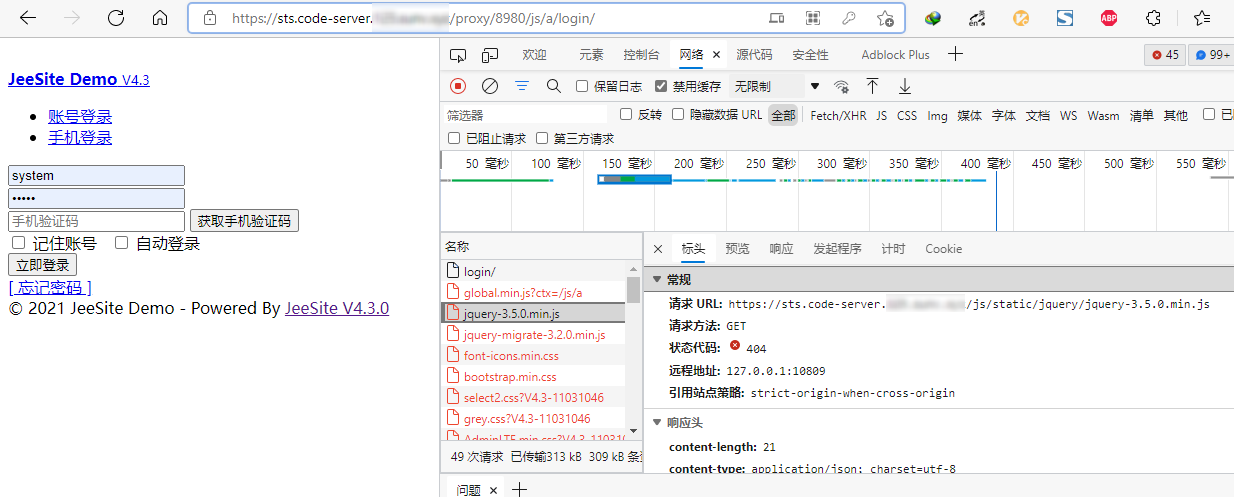 https://sts.code-server. /proxy/8980/js/a/login/
JeeSite Demo V4.3
账号登录
手机登录
system
•••••
手机验证码 获取手机验证码
记住账号 自动登录
立即登录
[ 忘记密码 ]
© 2021 JeeSite Demo - Powered By JeeSite V4.3.0
欢迎 元素 控制台 网络 × 源代码 安全性 Adblock Plus 45 99+
保留日志 禁用缓存 无限制
筛选器 反转 隐藏数据 URL 全部 Fetch/XHR JS CSS Img 媒体 字体 文档 WS Wasm 清单 其他
已阻止请求 第三方请求
50 毫秒 100 毫秒 150 毫秒 200 毫秒 250 毫秒 300 毫秒 350 毫秒 400 毫秒 450 毫秒 500 毫秒 550 毫秒
名称
login/
global.min.js?ctx=/js/a
jquery-3.5.0.min.js
jquery-migrate-3.2.0.min.js
font-icons.min.css
bootstrap.min.css
select2.css?V4.3-11031046
grey.css?V4.3-11031046
AdminLTE.min.css?V4.3-11031
49 次请求 已传输313 kB 309 kB 条
标头 预览 响应 发起程序 计时 Cookie
常规
请求 URL: https://sts.code-server. /js/static/jquery/jquery-3.5.0.min.js
请求方法: GET
状态代码: 404
远程地址: 127.0.0.1:10809
引用站点策略: strict-origin-when-cross-origin
响应头
content-length: 21
content-type: application/json; charset=utf-8
问题 ×